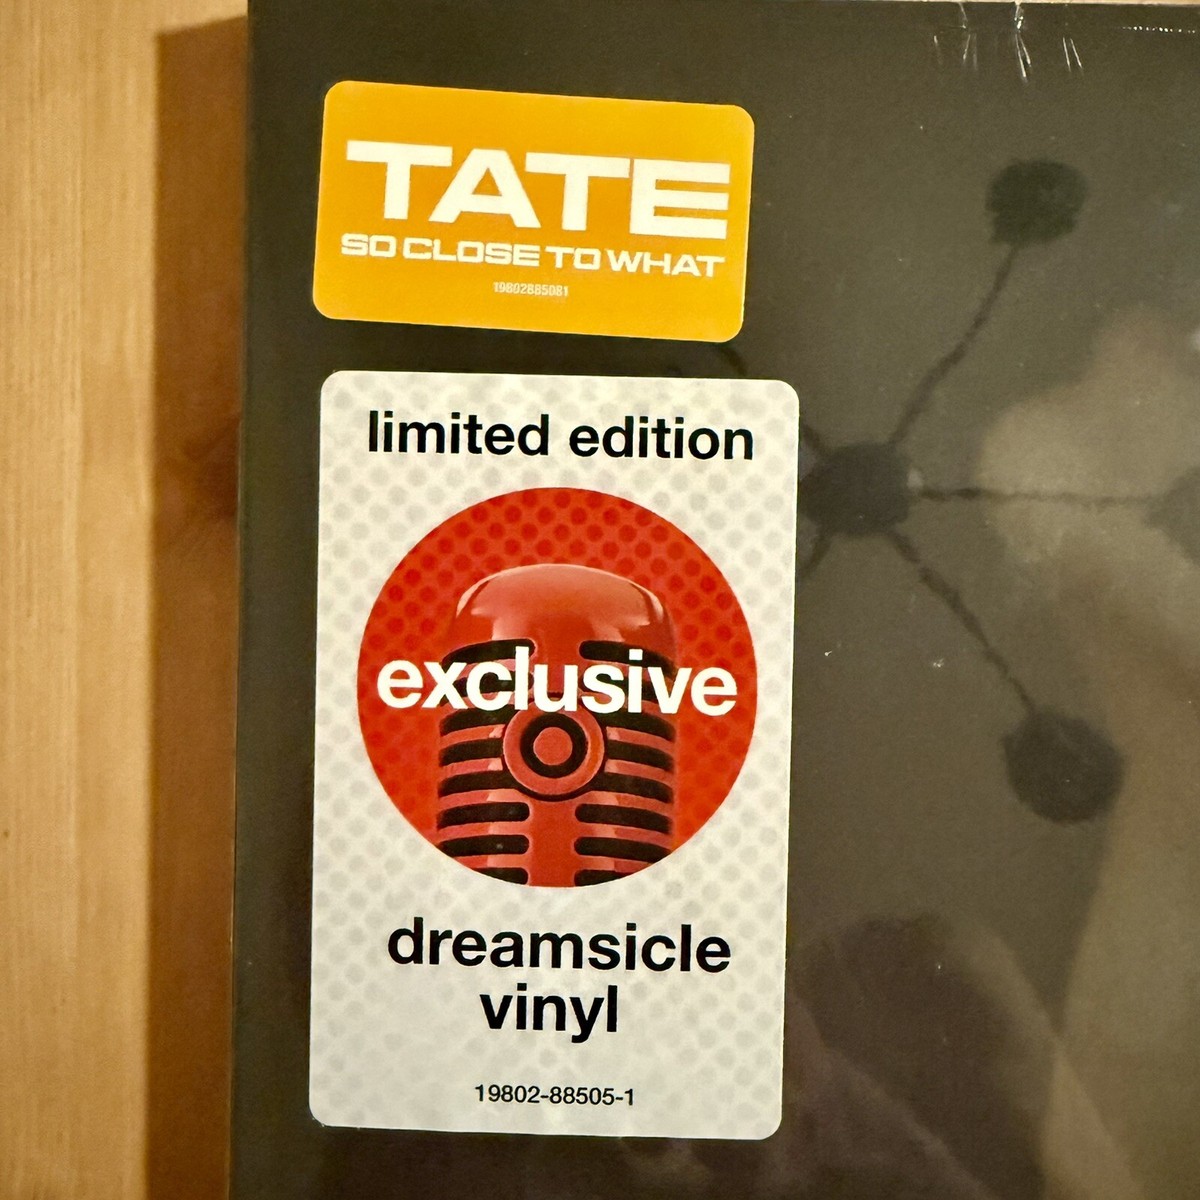 TATE
SO CLOSE TO WHAT
19802885081
limited edition
exclusive
dreamsicle
vinyl
19802-88505-1